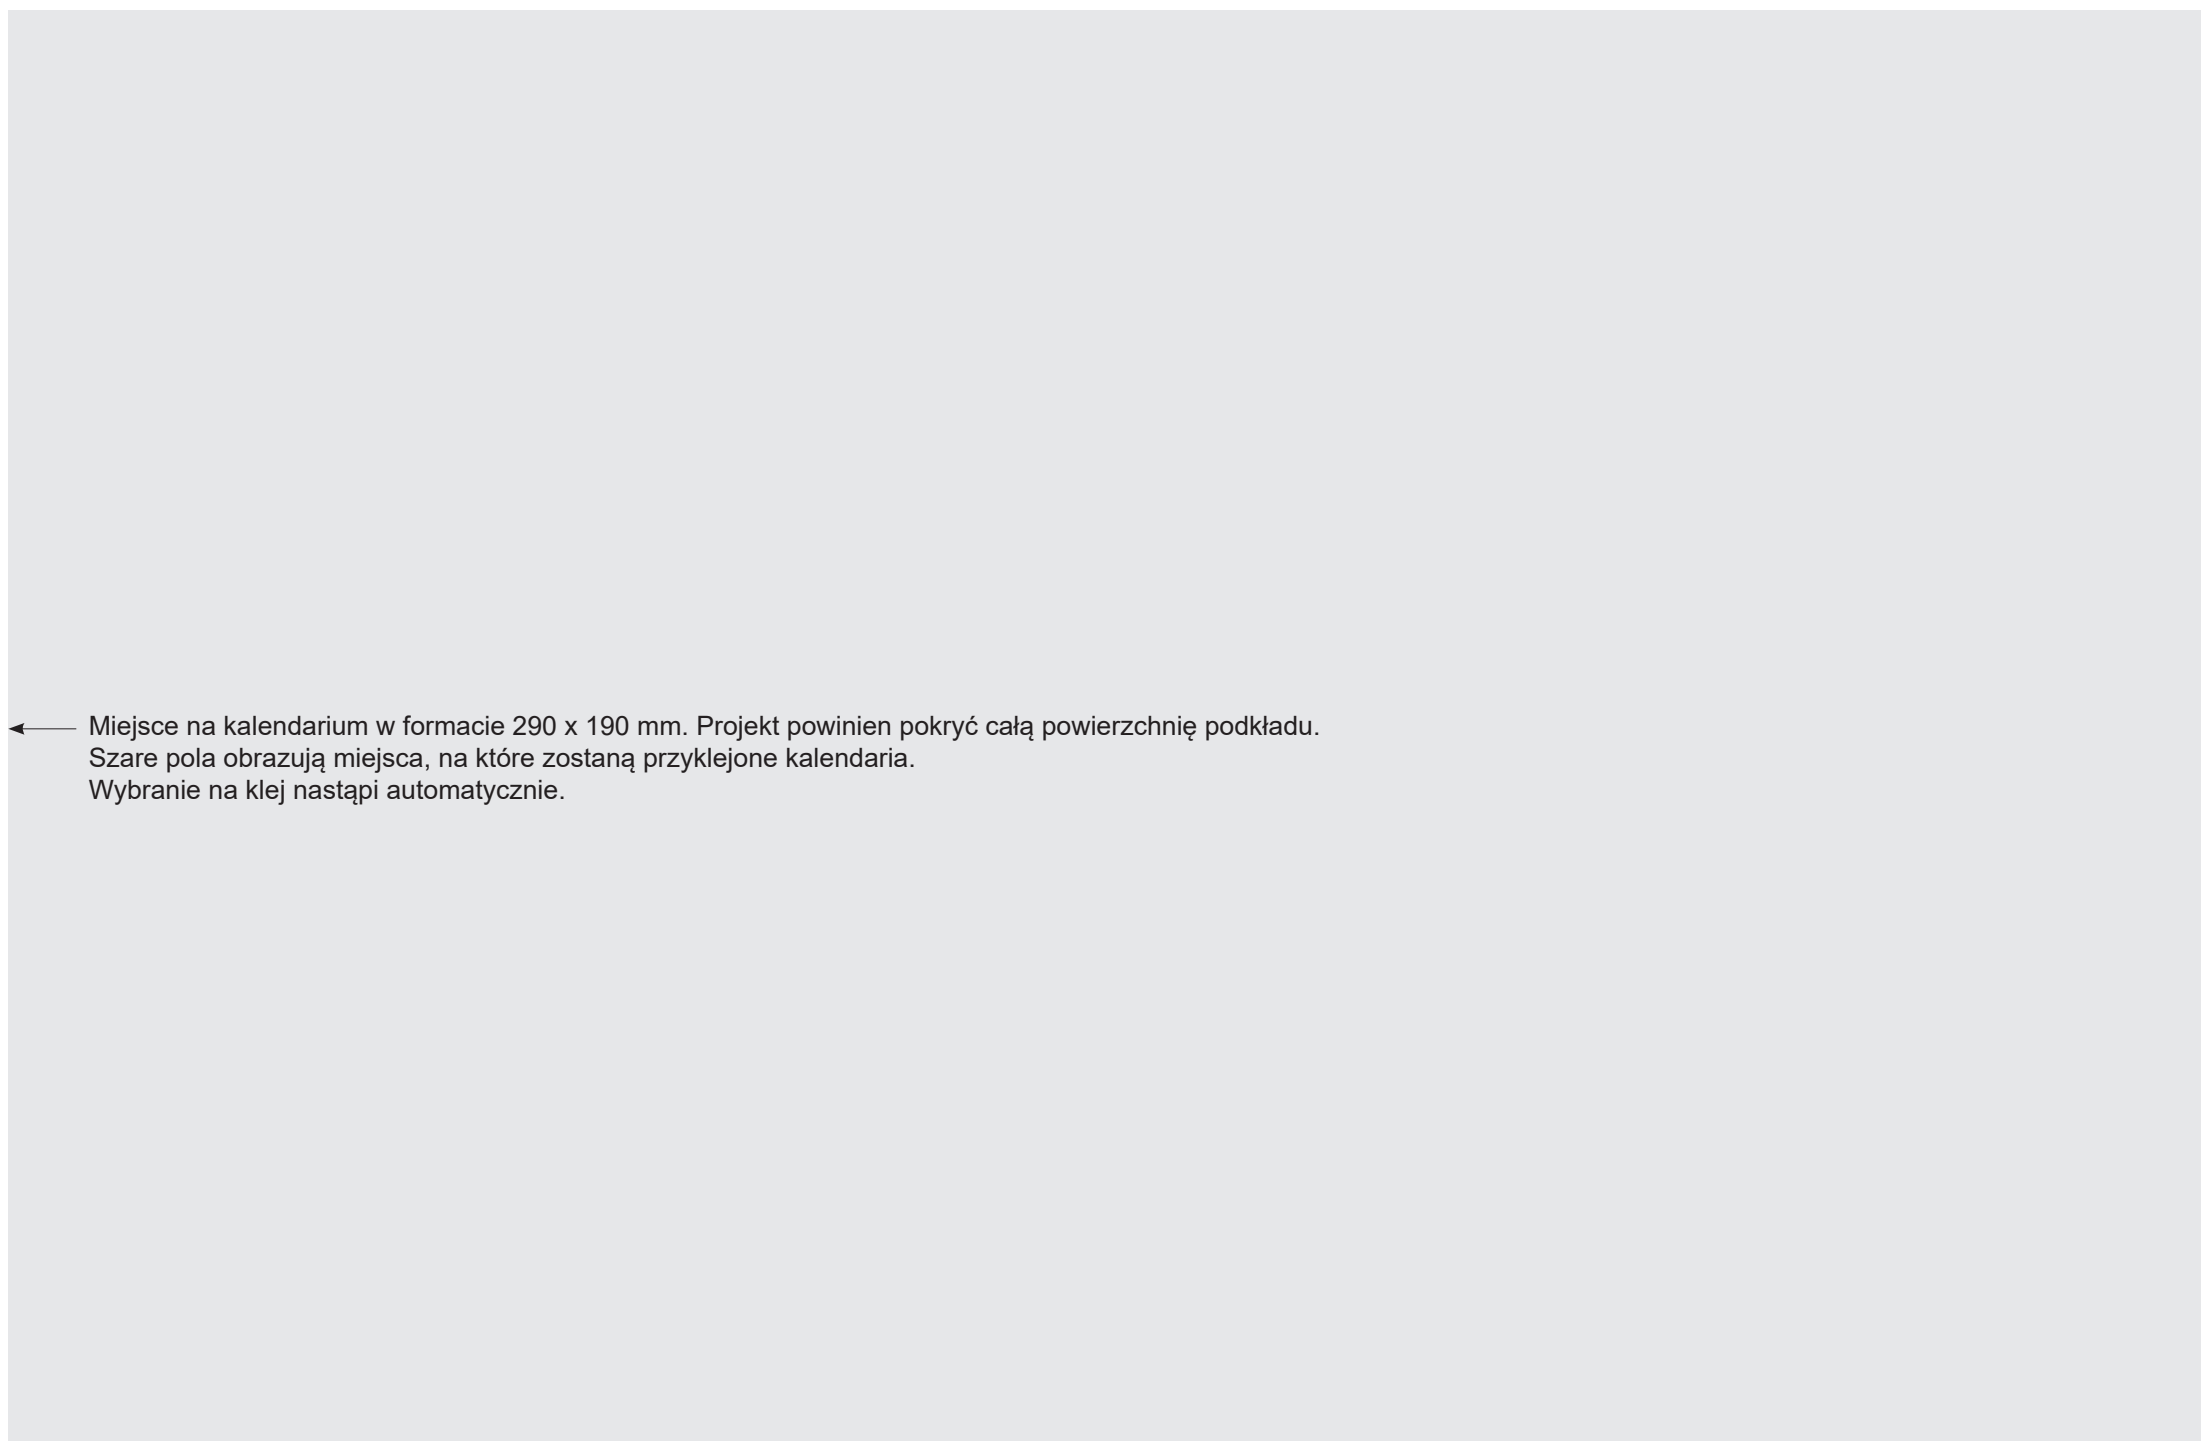 Miejsce na kalendarium w formacie 290 x 190 mm. Projekt powinien pokryć całą powierzchnię podkładu.
Szare pola obrazują miejsca, na które zostaną przyklejone kalendaria.
Wybranie na klej nastąpi automatycznie.